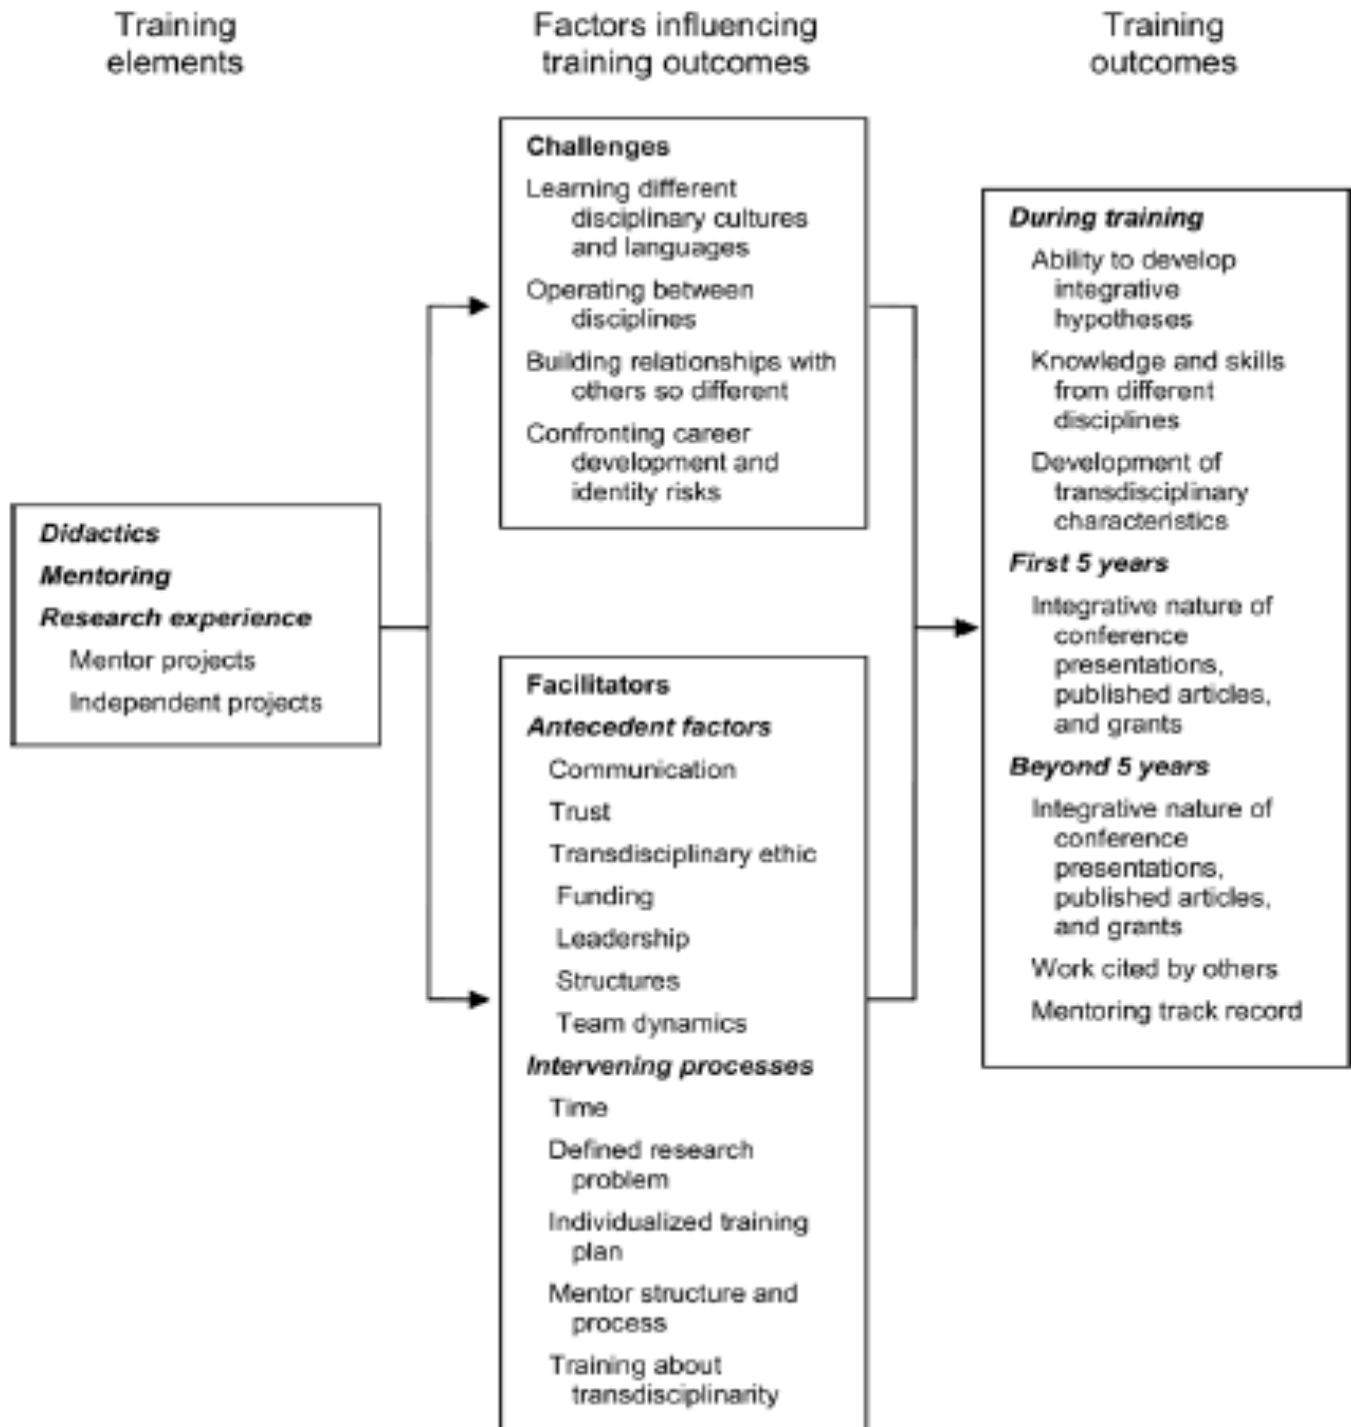 Training
elements
Factors influencing
training outcomes
Training
outcomes
Didactics
Mentoring
Research experience
Mentor projects
Independent projects
Challenges
Learning different
disciplinary cultures
and languages
Operating between
disciplines
Building relationships with
others so different
Confronting career
development and
identity risks
Facilitators
Antecedent factors
Communication
Trust
Transdisciplinary ethic
Funding
Leadership
Structures
Team dynamics
Intervening processes
Time
Defined research
problem
Individualized training
plan
Mentor structure and
process
Training about
transdisciplinarity
During training
Ability to develop
integrative
hypotheses
Knowledge and skills
from different
disciplines
Development of
transdisciplinary
characteristics
First 5 years
Integrative nature of
conference
presentations,
published articles,
and grants
Beyond 5 years
Integrative nature of
conference
presentations,
published articles,
and grants
Work cited by others
Mentoring track record